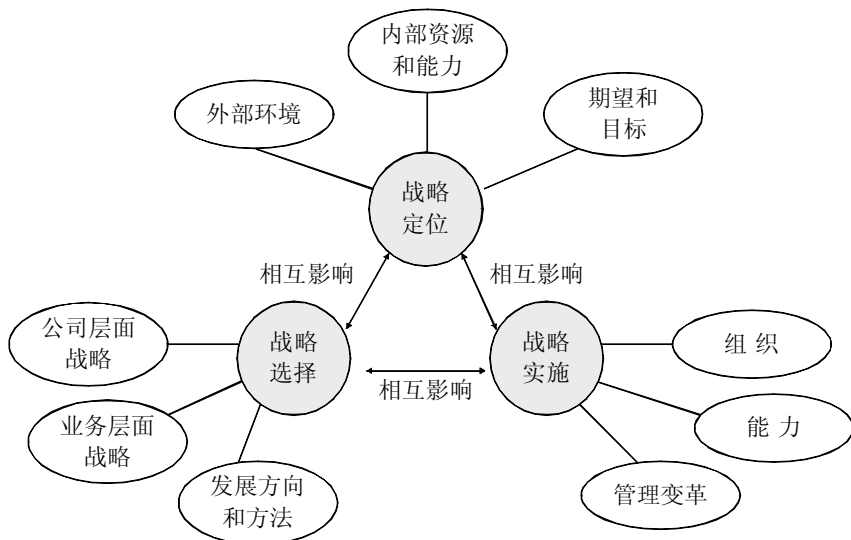 内部资源
和能力
外部环境
期望和
目标
战略
定位
相互影响
相互影响
公司层面
战略
战略
选择
战略
实施
组 织
相互影响
业务层面
战略
能 力
发展方向
和方法
管理变革